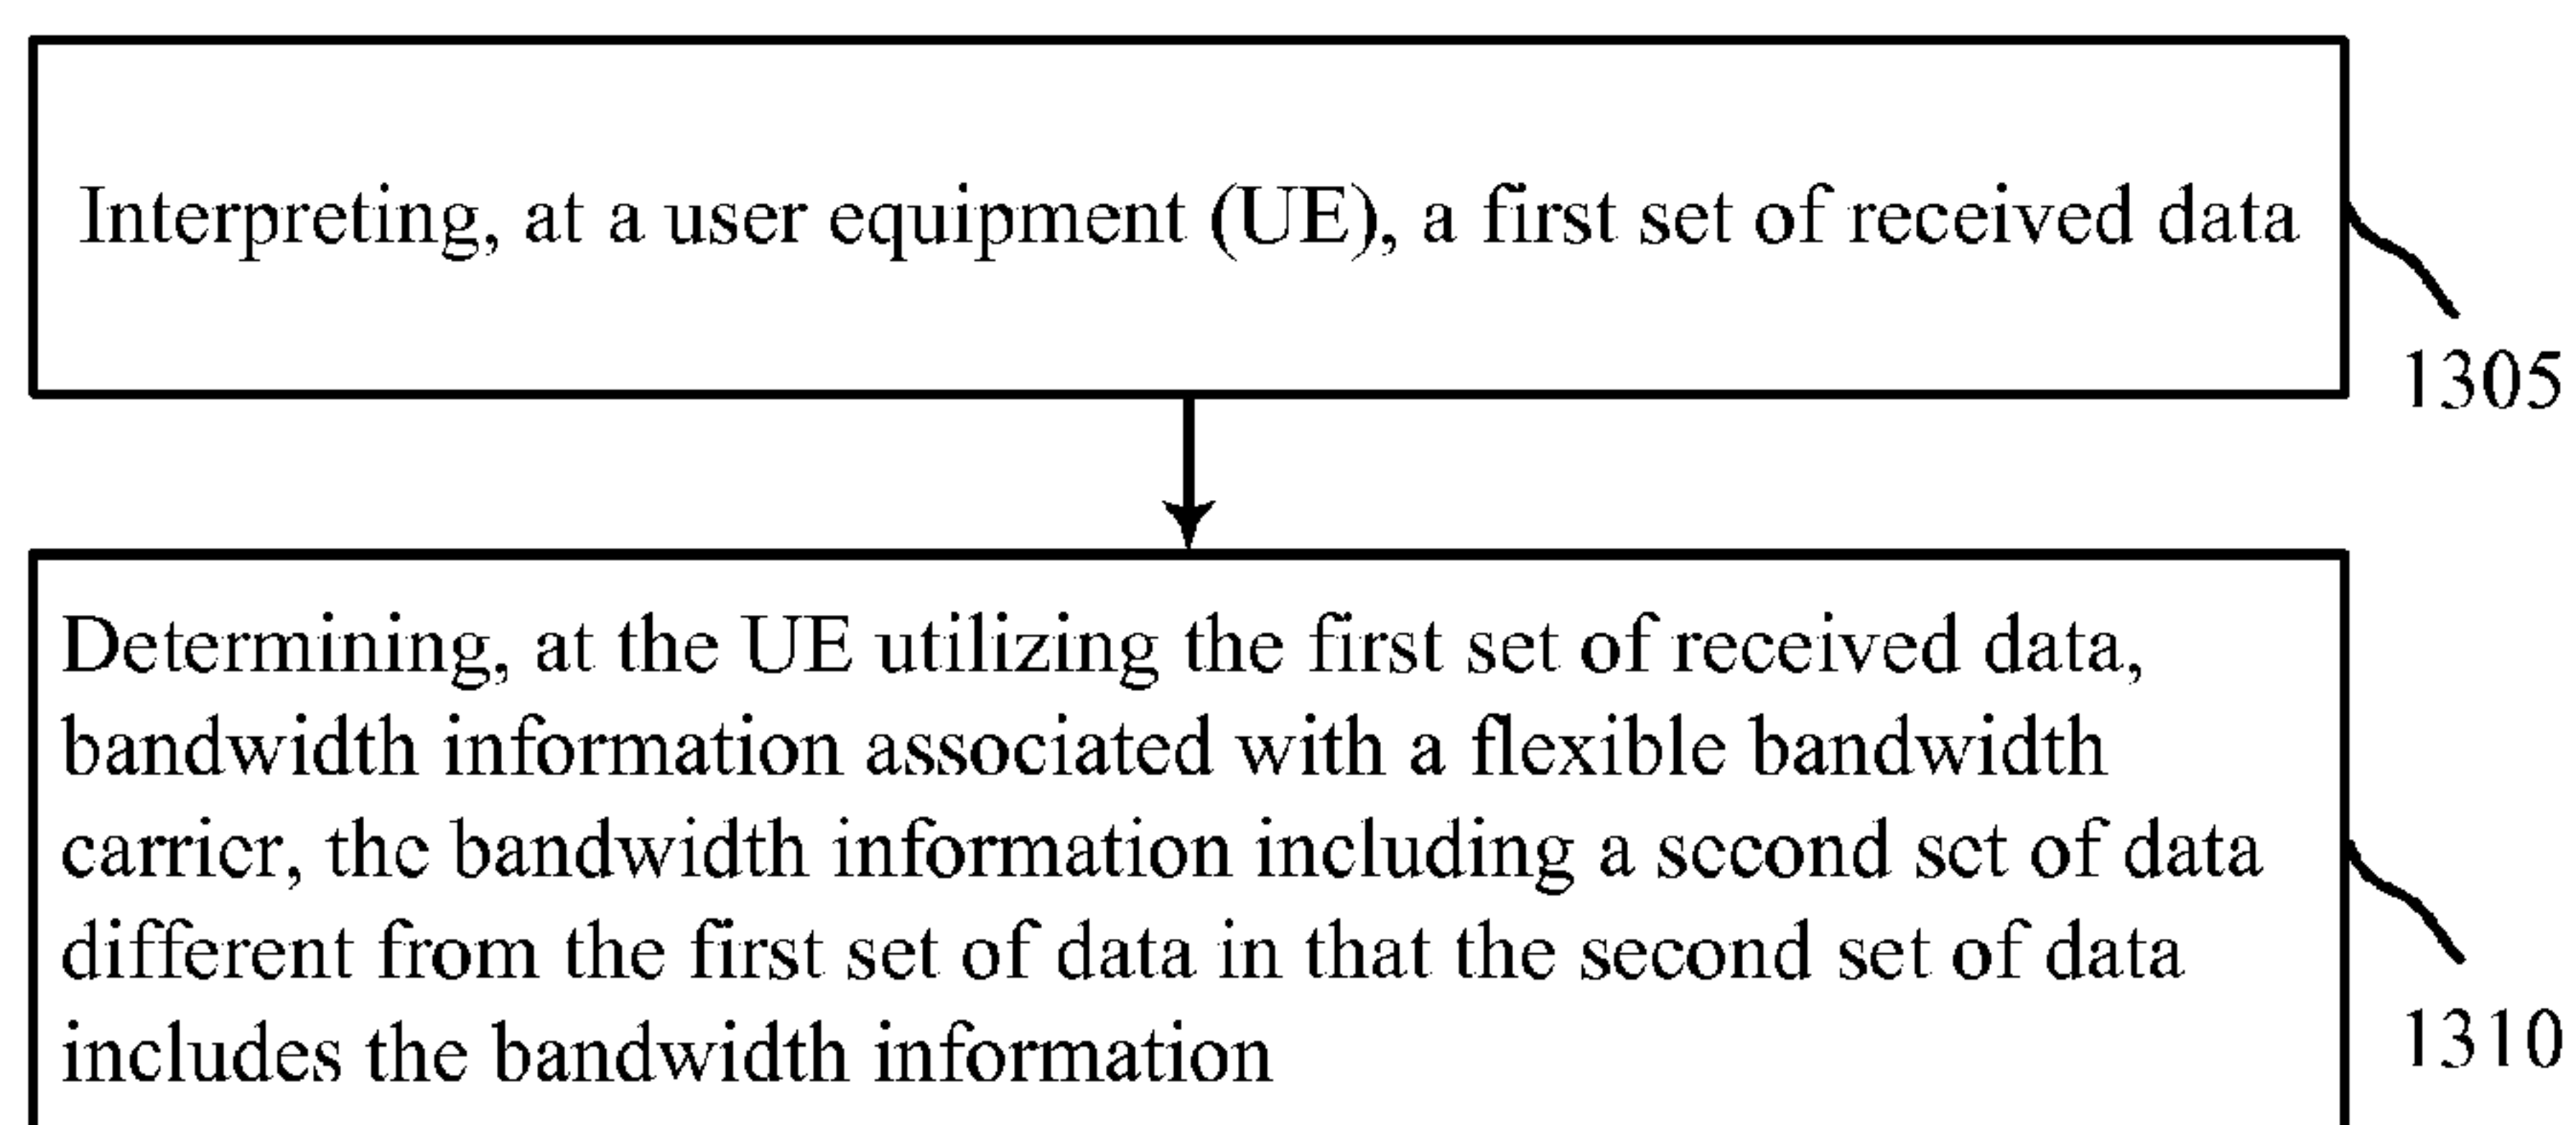 Interpreting, at a user equipment (UE), a first set of received data
1305
Determining, at the UE utilizing the first set of received data,
bandwidth information associated with a flexible bandwidth
carrier, the bandwidth information including a second set of data
different from the first set of data in that the second set of data
includes the bandwidth information
1310